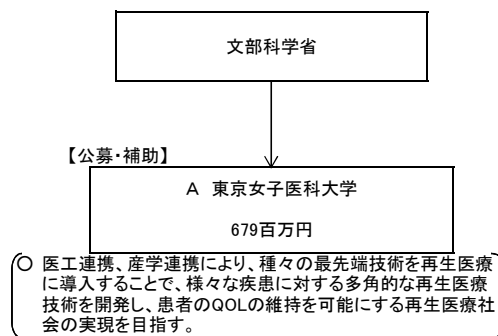 文部科学省
【公募・補助】
A 東京女子医科大学
679百万円
○ 医工連携、産学連携により、種々の最先端技術を再生医療
に導入することで、様々な疾患に対する多角的な再生医療
技術を開発し、患者のQOLの維持を可能にする再生医療社
会の実現を目指す。